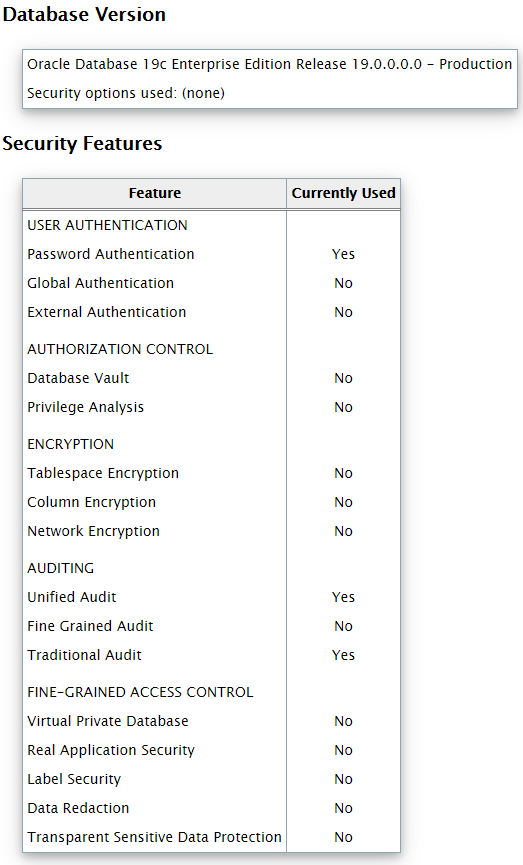 Database Version
Oracle Database 19c Enterprise Edition Release 19.0.0.0.0 - Production
Security options used: (none)
Security Features
Feature Currently Used
USER AUTHENTICATION
Password Authentication Yes
Global Authentication No
External Authentication No
AUTHORIZATION CONTROL
Database Vault No
Privilege Analysis No
ENCRYPTION
Tablespace Encryption No
Column Encryption No
Network Encryption No
AUDITING
Unified Audit Yes
Fine Grained Audit No
Traditional Audit Yes
FINE-GRAINED ACCESS CONTROL
Virtual Private Database No
Real Application Security No
Label Security No
Data Redaction No
Transparent Sensitive Data Protection No